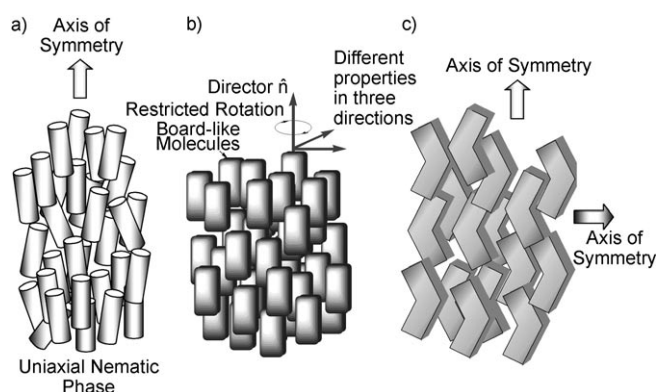 a)
Axis of
Symmetry
Uniaxial Nematic
Phase
b)
Director n̂
Restricted Rotation
Board-like
Molecules
Different
properties
in three
directions
c)
Axis of Symmetry
Axis of
Symmetry